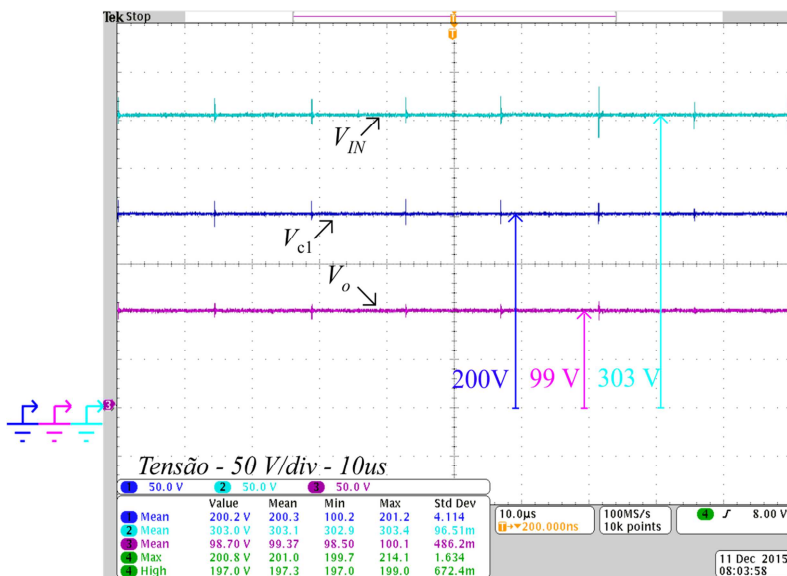 Tek Stop
T
T
V_IN
V_c1
V_o
200V 99 V 303 V
3
Tensão - 50 V/div - 10us
1 50.0 V 2 50.0 V 3 50.0 V
Value Mean Min Max Std Dev
1 Mean 200.2 V 200.3 100.2 201.2 4.114
2 Mean 303.0 V 303.1 302.9 303.4 96.51m
3 Mean 98.70 V 99.37 98.50 100.1 486.2m
4 Max 200.8 V 201.0 199.7 214.1 1.634
4 High 197.0 V 197.3 197.0 199.0 672.4m
10.0µs
T→▾200.000ns
100MS/s
10k points
4 ʃ 8.00 V
11 Dec 2015
08:03:58